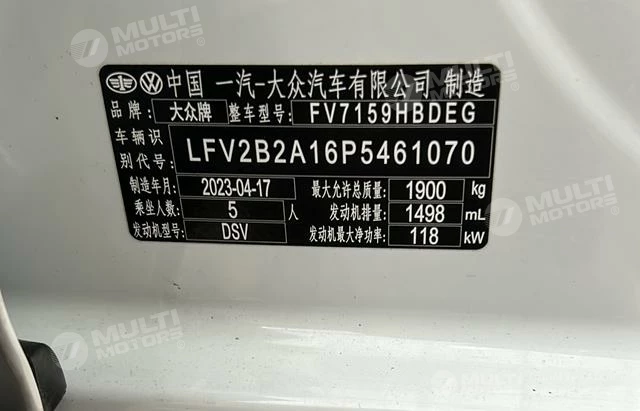 中国 一汽-大众汽车有限公司 制造
品牌: 大众牌 整车型号: FV7159HBDEG
车辆识别代号: LFV2B2A16P5461070
制造年月: 2023-04-17 最大允许总质量: 1900 kg
乘坐人数: 5 人 发动机排量: 1498 mL
发动机型号: DSV 发动机最大净功率: 118 kW
MULTI MOTORS
MULTI MOTORS
MULTI MOTORS
MULTI MOTORS
MULTI MOTORS